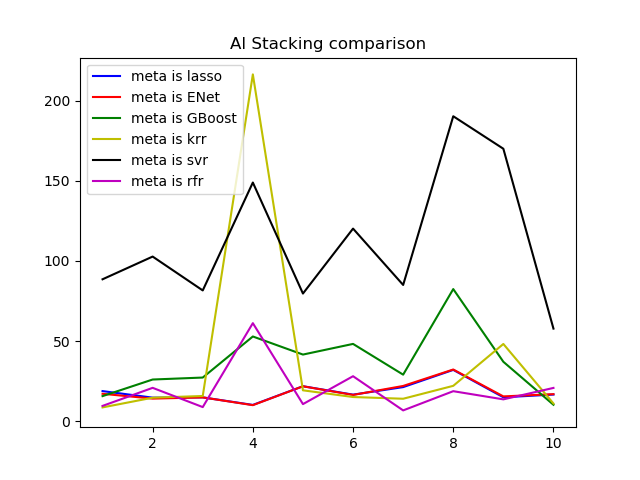 Al Stacking comparison
meta is lasso
meta is ENet
meta is GBoost
meta is krr
meta is svr
meta is rfr
200
150
100
50
0
2 4 6 8 10